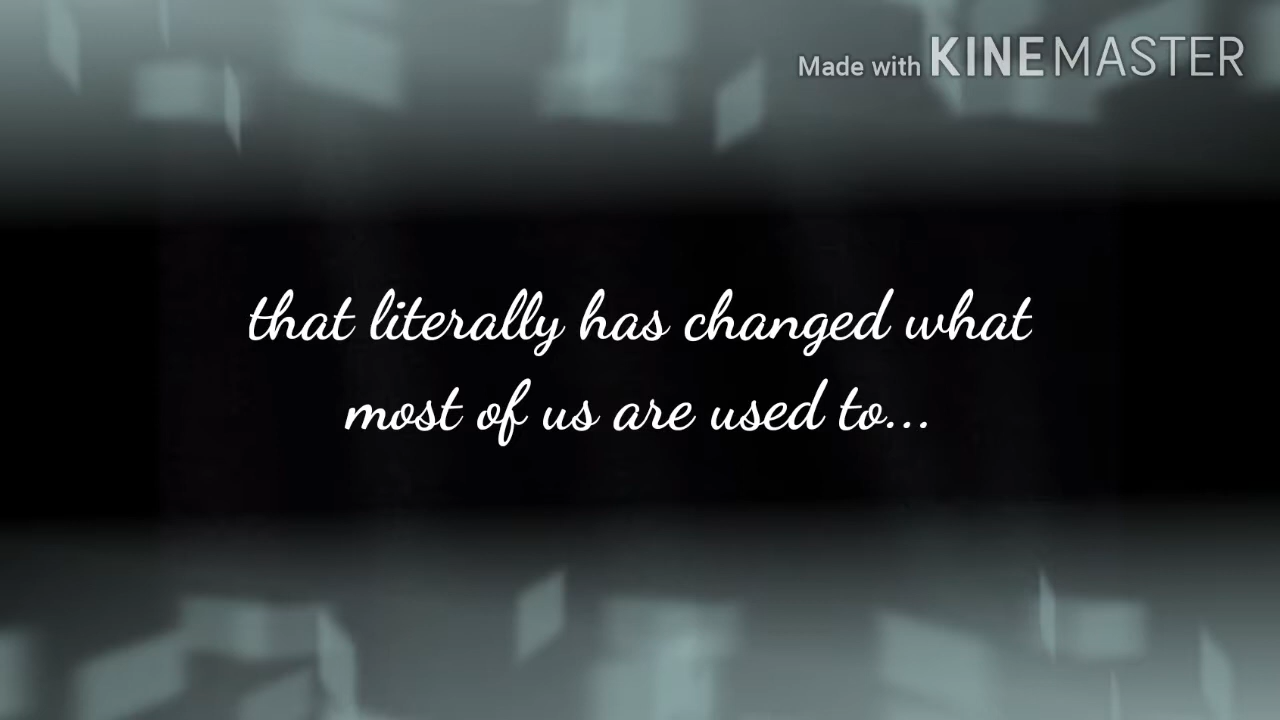 Made with KINEMASTER
that literally has changed what
most of us are used to...